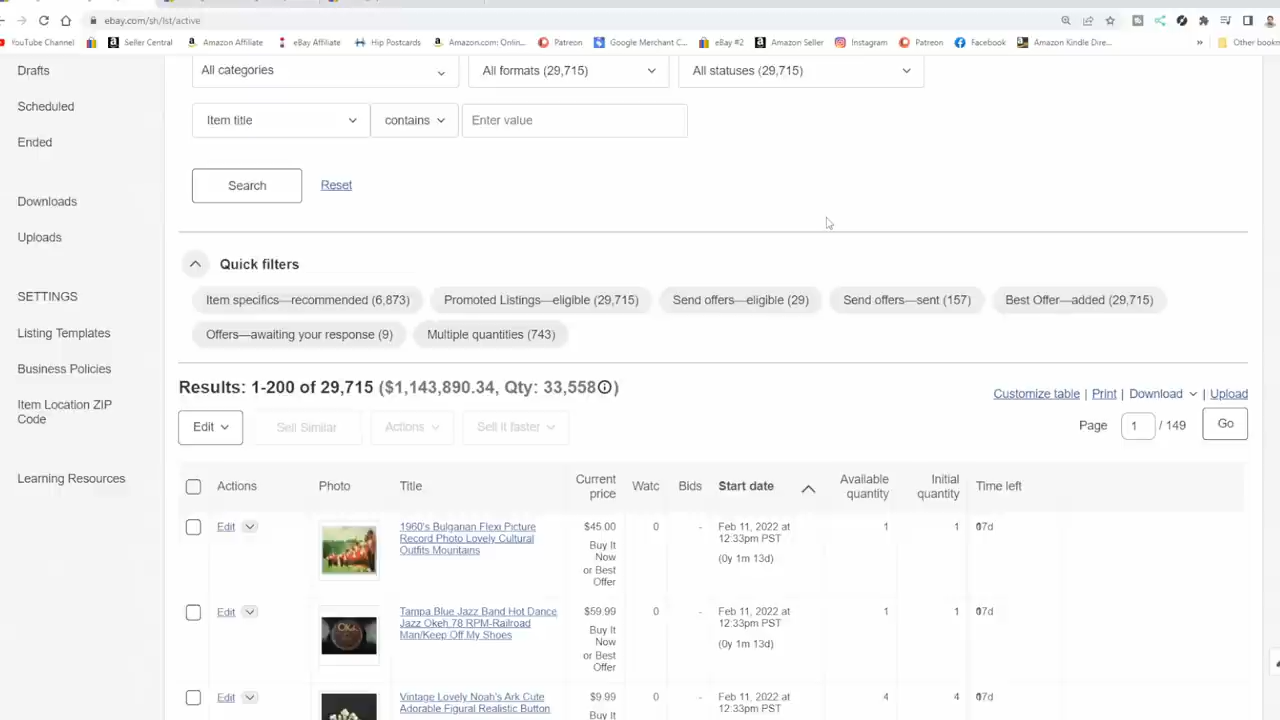 ebay.com/sh/lst/active
YouTube Channel Seller Central Amazon Affiliate eBay Affiliate Hip Postcards Amazon.com: Onlin... Patreon Google Merchant C... eBay #2 Amazon Seller Instagram Patreon Facebook Amazon Kindle Dire... » Other bookm
Drafts
Scheduled
Ended
Downloads
Uploads
SETTINGS
Listing Templates
Business Policies
Item Location ZIP
Code
Learning Resources
All categories
All formats (29,715)
All statuses (29,715)
Item title
contains
Enter value
Search
Reset
Quick filters
Item specifics—recommended (6,873)
Promoted Listings—eligible (29,715)
Send offers—eligible (29)
Send offers—sent (157)
Best Offer—added (29,715)
Offers—awaiting your response (9)
Multiple quantities (743)
Results: 1-200 of 29,715 ($1,143,890.34, Qty: 33,558)
Customize table | Print | Download | Upload
Edit
Sell Similar
Actions
Sell it faster
Page 1 / 149 Go
Actions
Photo
Title
Current
price
Watc
Bids
Start date
Available
quantity
Initial
quantity
Time left
Edit
1960's Bulgarian Flexi Picture
Record Photo Lovely Cultural
Outfits Mountains
$45.00
Buy It
Now
or Best
Offer
0
-
Feb 11, 2022 at
12:33pm PST
(0y 1m 13d)
1
1
Edit
Tampa Blue Jazz Band Hot Dance
Jazz Okeh 78 RPM-Railroad
Man/Keep Off My Shoes
$59.99
Buy It
Now
or Best
Offer
0
-
Feb 11, 2022 at
12:33pm PST
(0y 1m 13d)
1
1
Edit
Vintage Lovely Noah's Ark Cute
Adorable Figural Realistic Button
$9.99
Buy It
0
-
Feb 11, 2022 at
12:33pm PST
4
4